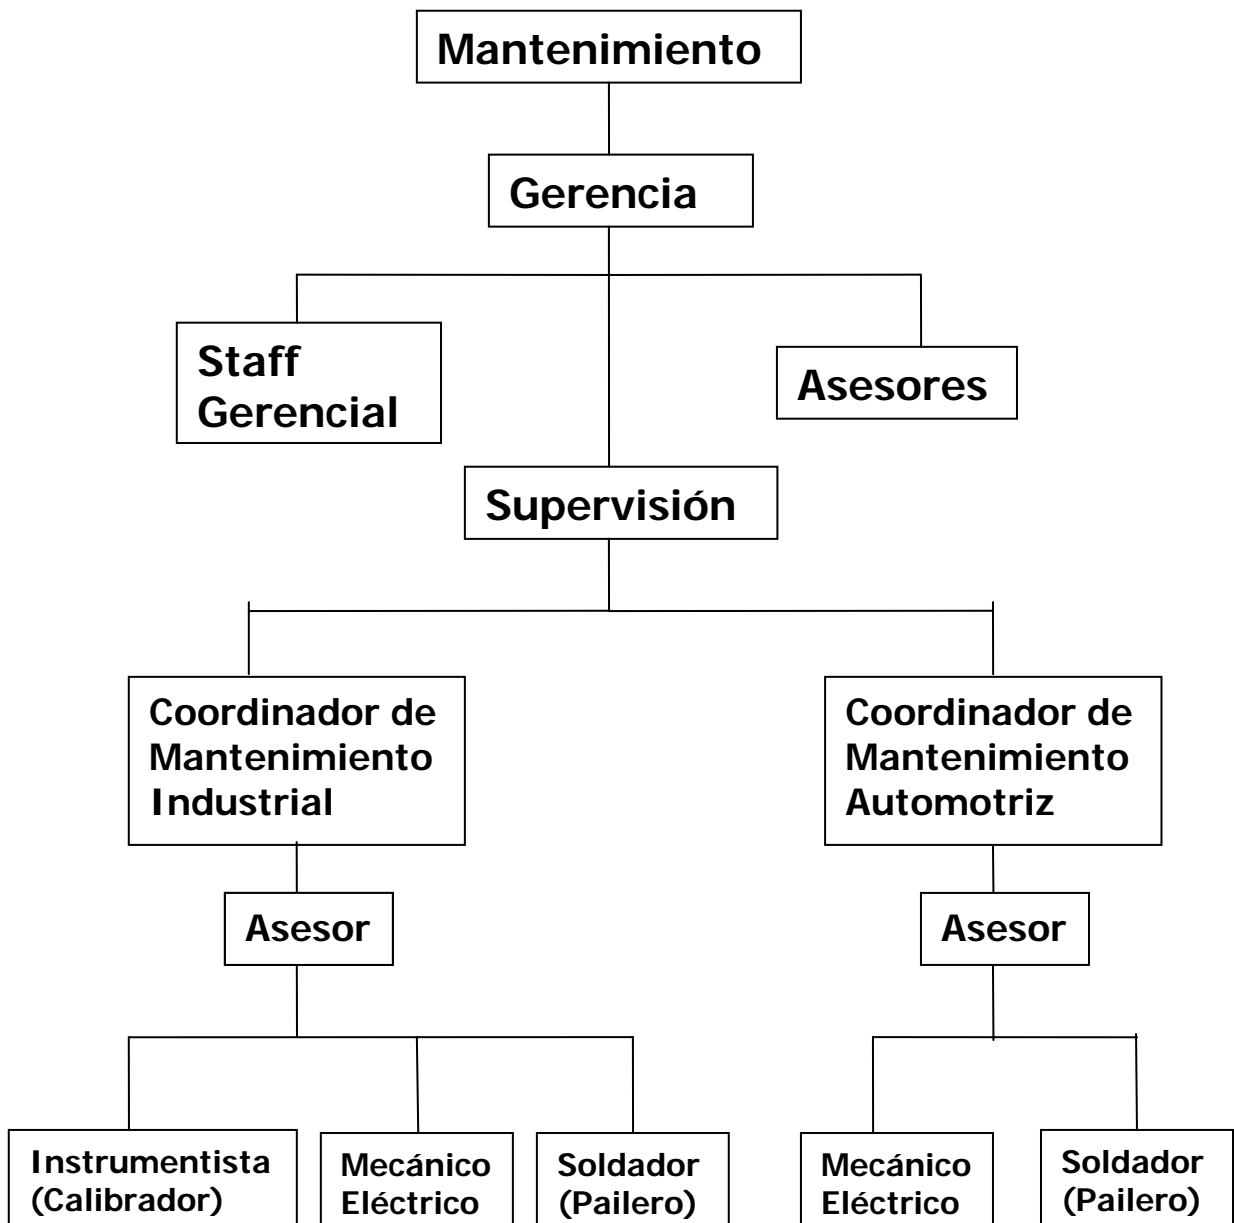 Mantenimiento
Gerencia
Staff
Gerencial
Asesores
Supervisión
Coordinador de
Mantenimiento
Industrial
Coordinador de
Mantenimiento
Automotriz
Asesor
Asesor
Instrumentista
(Calibrador)
Mecánico
Eléctrico
Soldador
(Pailero)
Mecánico
Eléctrico
Soldador
(Pailero)